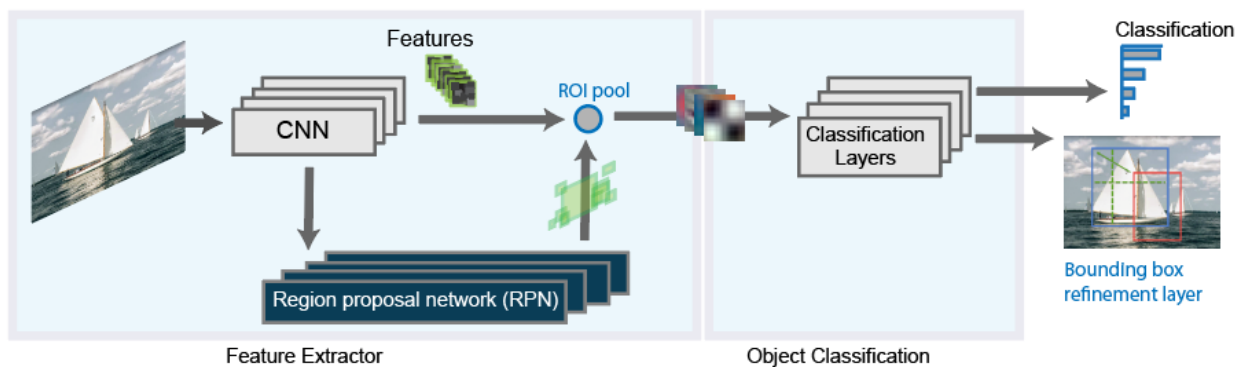 Features
CNN
ROI pool
Region proposal network (RPN)
Feature Extractor
Classification
Layers
Object Classification
Classification
Bounding box
refinement layer